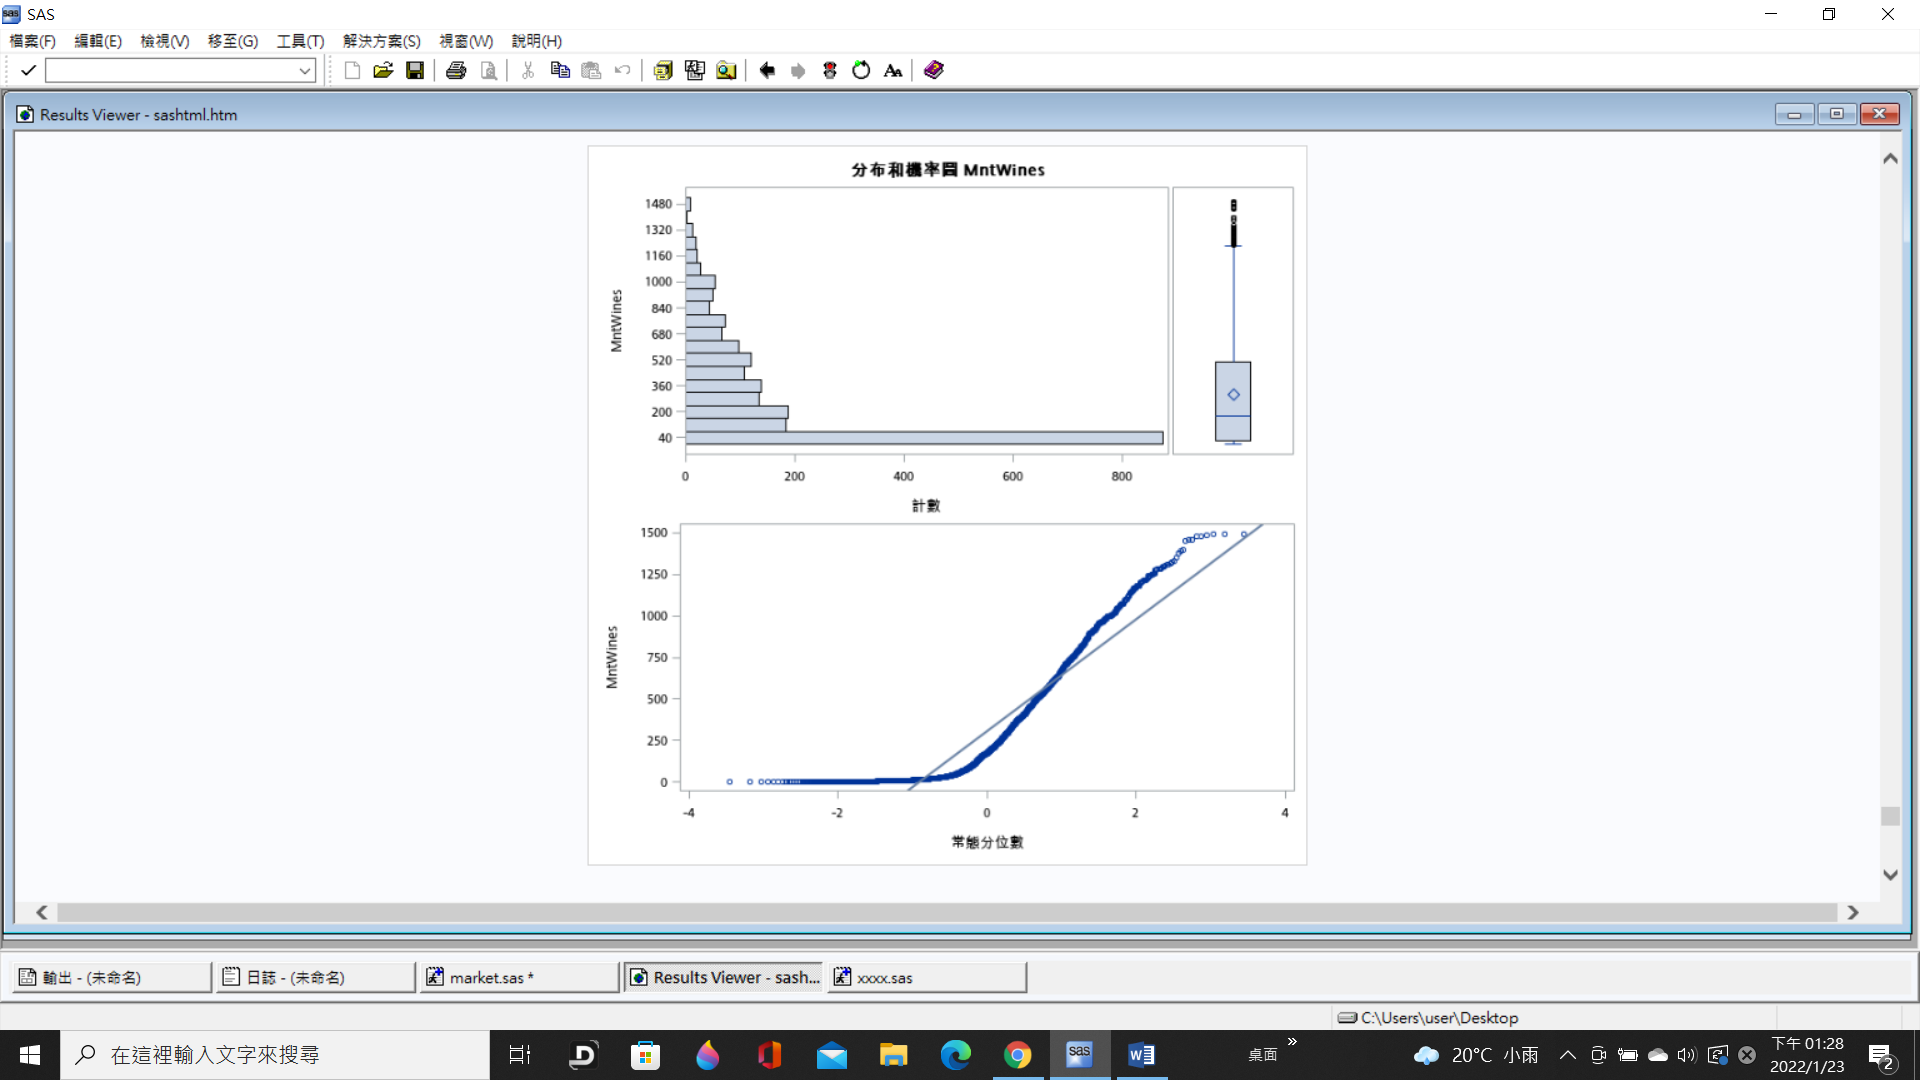 SAS
檔案(F) 編輯(E) 檢視(V) 移至(G) 工具(T) 解決方案(S) 視窗(W) 說明(H)
Results Viewer - sashtml.htm
分布和機率圖 MntWines
1480
1320
1160
1000
840
680
520
360
200
40
MntWines
0 200 400 600 800
計數
1500
1250
1000
750
500
250
0
MntWines
-4 -2 0 2 4
常態分位數
輸出 - (未命名) 日誌 - (未命名) market.sas * Results Viewer - sash... xxxx.sas
C:\Users\user\Desktop
在這裡輸入文字來搜尋
桌面
20°C 小雨
下午 01:28
2022/1/23
2